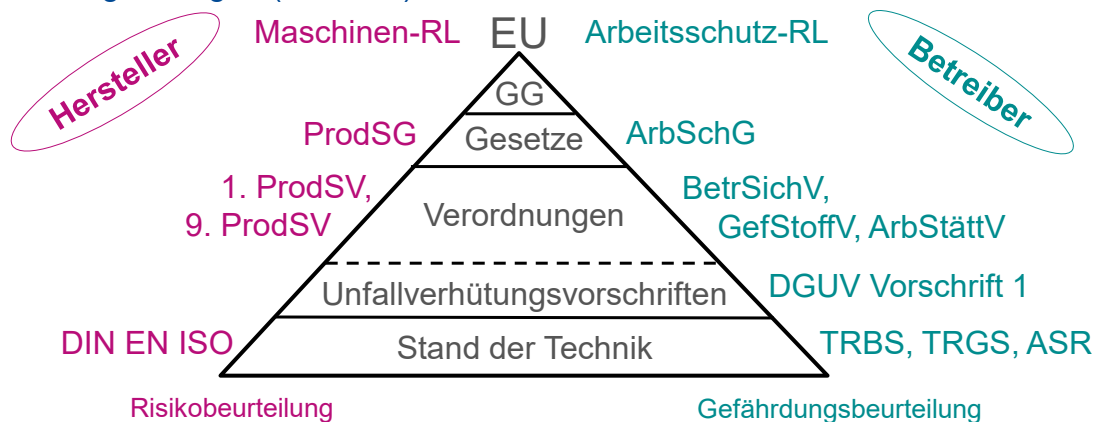 Hersteller
Maschinen-RL EU Arbeitsschutz-RL
Betreiber
GG
ProdSG Gesetze ArbSchG
1. ProdSV,
9. ProdSV
Verordnungen
BetrSichV,
GefStoffV, ArbStättV
Unfallverhütungsvorschriften DGUV Vorschrift 1
DIN EN ISO Stand der Technik TRBS, TRGS, ASR
Risikobeurteilung Gefährdungsbeurteilung